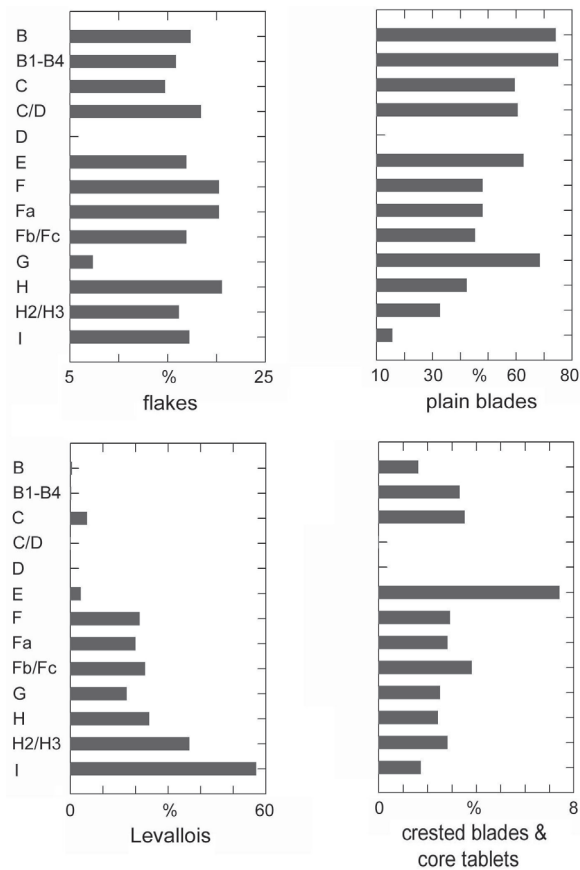 B
B1-B4
C
C/D
D
E
F
Fa
Fb/Fc
G
H
H2/H3
I
5 % 25
flakes
10 30 % 60 80
plain blades
B
B1-B4
C
C/D
D
E
F
Fa
Fb/Fc
G
H
H2/H3
I
0 % 60
Levallois
0 % 8
crested blades &
core tablets